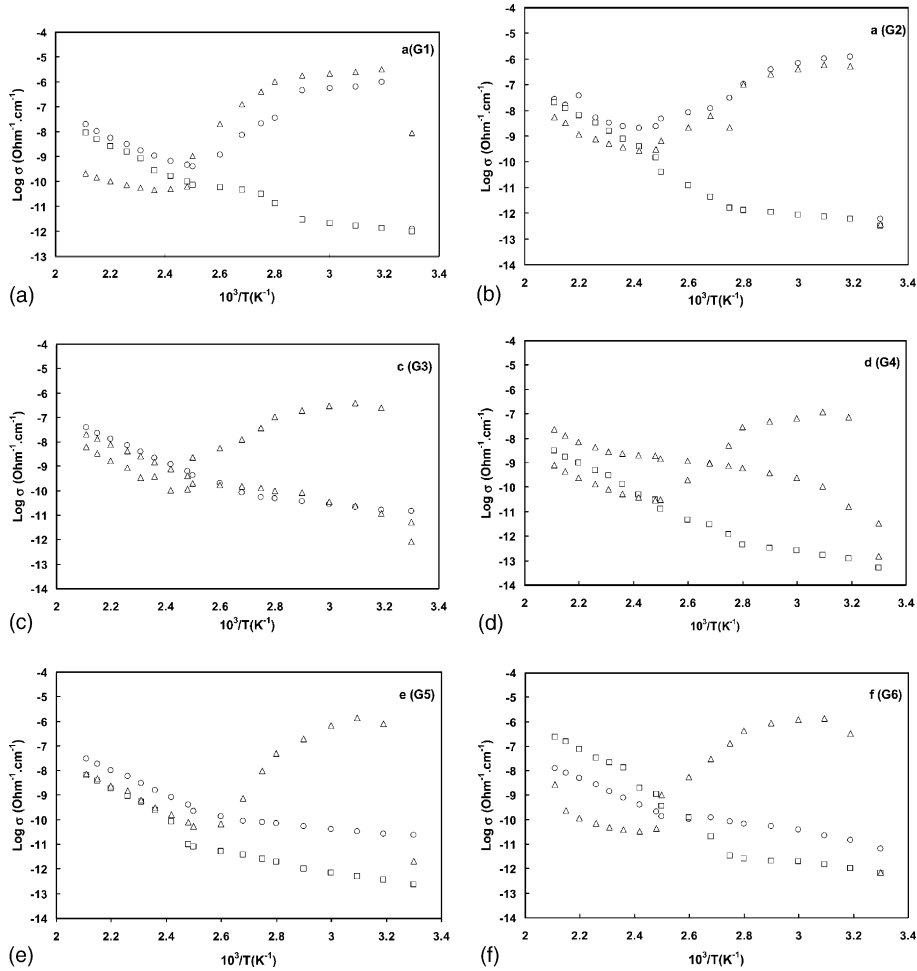 -4
-5
-6
-7
-8
-9
-10
-11
-12
-13
Log σ (Ohm⁻¹.cm⁻¹)
a(G1)
2 2.2 2.4 2.6 2.8 3 3.2 3.4
10³/T(K⁻¹)
(a)
-4
-5
-6
-7
-8
-9
-10
-11
-12
-13
-14
Log σ (Ohm⁻¹.cm⁻¹)
a (G2)
2 2.2 2.4 2.6 2.8 3 3.2 3.4
10³/T(K⁻¹)
(b)
-4
-5
-6
-7
-8
-9
-10
-11
-12
-13
-14
Log σ (Ohm⁻¹.cm⁻¹)
c (G3)
2 2.2 2.4 2.6 2.8 3 3.2 3.4
10³/T(K⁻¹)
(c)
-4
-5
-6
-7
-8
-9
-10
-11
-12
-13
-14
Log σ (Ohm⁻¹.cm⁻¹)
d (G4)
2 2.2 2.4 2.6 2.8 3 3.2 3.4
10³/T(K⁻¹)
(d)
-4
-5
-6
-7
-8
-9
-10
-11
-12
-13
-14
Log σ (Ohm⁻¹.cm⁻¹)
e (G5)
2 2.2 2.4 2.6 2.8 3 3.2 3.4
10³/T(K⁻¹)
(e)
-4
-5
-6
-7
-8
-9
-10
-11
-12
-13
-14
Log σ (Ohm⁻¹.cm⁻¹)
f (G6)
2 2.2 2.4 2.6 2.8 3 3.2 3.4
10³/T(K⁻¹)
(f)